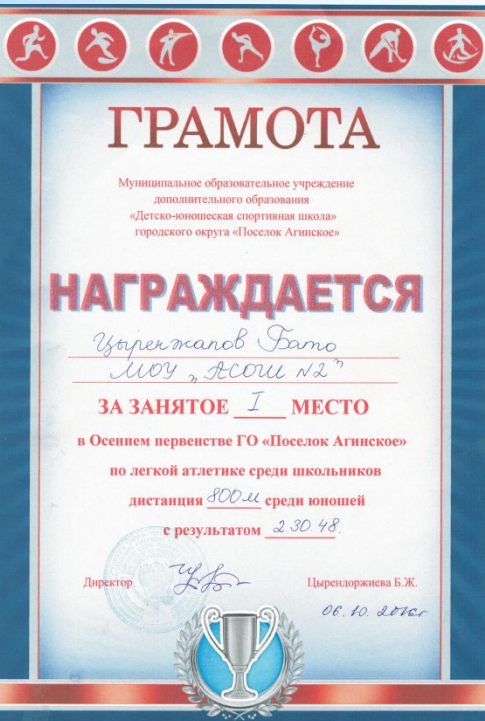 ГРАМОТА
Муниципальное образовательное учреждение
дополнительного образования
«Детско-юношеская спортивная школа»
городского округа «Поселок Агинское»
НАГРАЖДАЕТСЯ
Цыренжапов Бато
МОУ „АСОШ №2"
ЗА ЗАНЯТОЕ I МЕСТО
в Осеннем первенстве ГО «Поселок Агинское»
по легкой атлетике среди школьников
дистанция 800м среди юношей
с результатом 2.30.48.
Директор Цырендоржиева Б.Ж.
06.10.